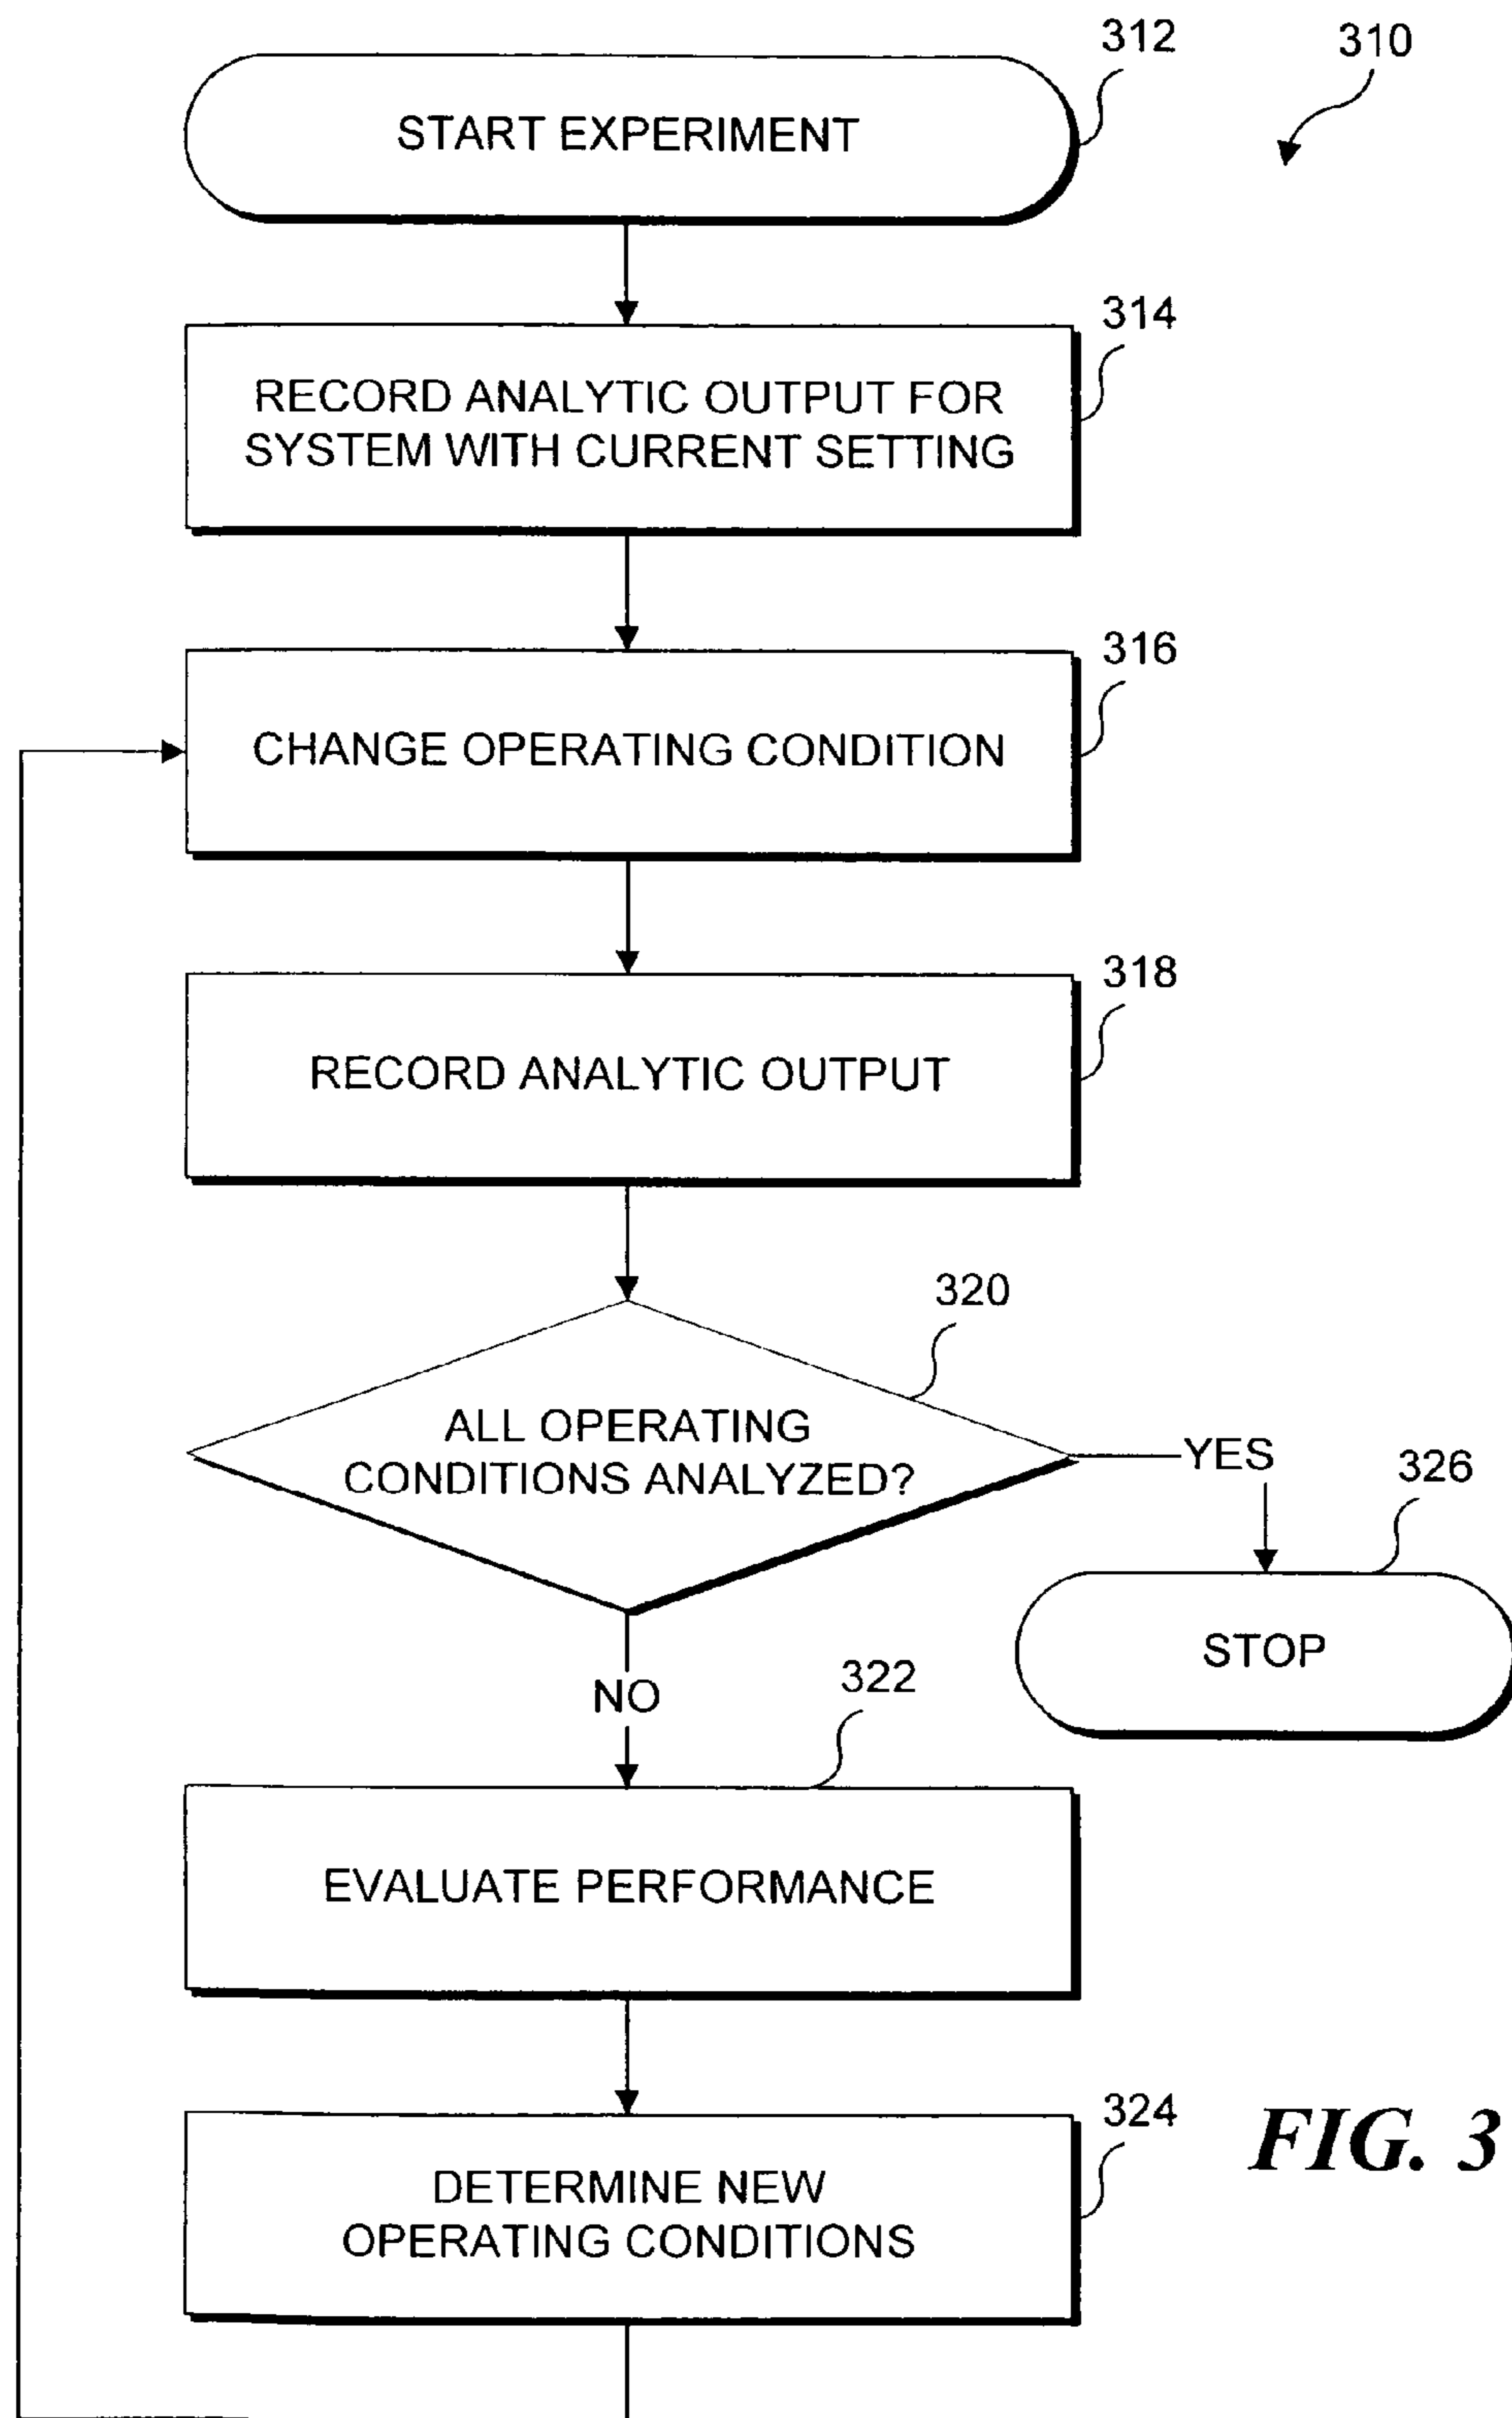 312
310
START EXPERIMENT
314
RECORD ANALYTIC OUTPUT FOR
SYSTEM WITH CURRENT SETTING
316
CHANGE OPERATING CONDITION
318
RECORD ANALYTIC OUTPUT
320
ALL OPERATING
CONDITIONS ANALYZED?
YES
326
STOP
NO
322
EVALUATE PERFORMANCE
324
DETERMINE NEW
OPERATING CONDITIONS
FIG. 3